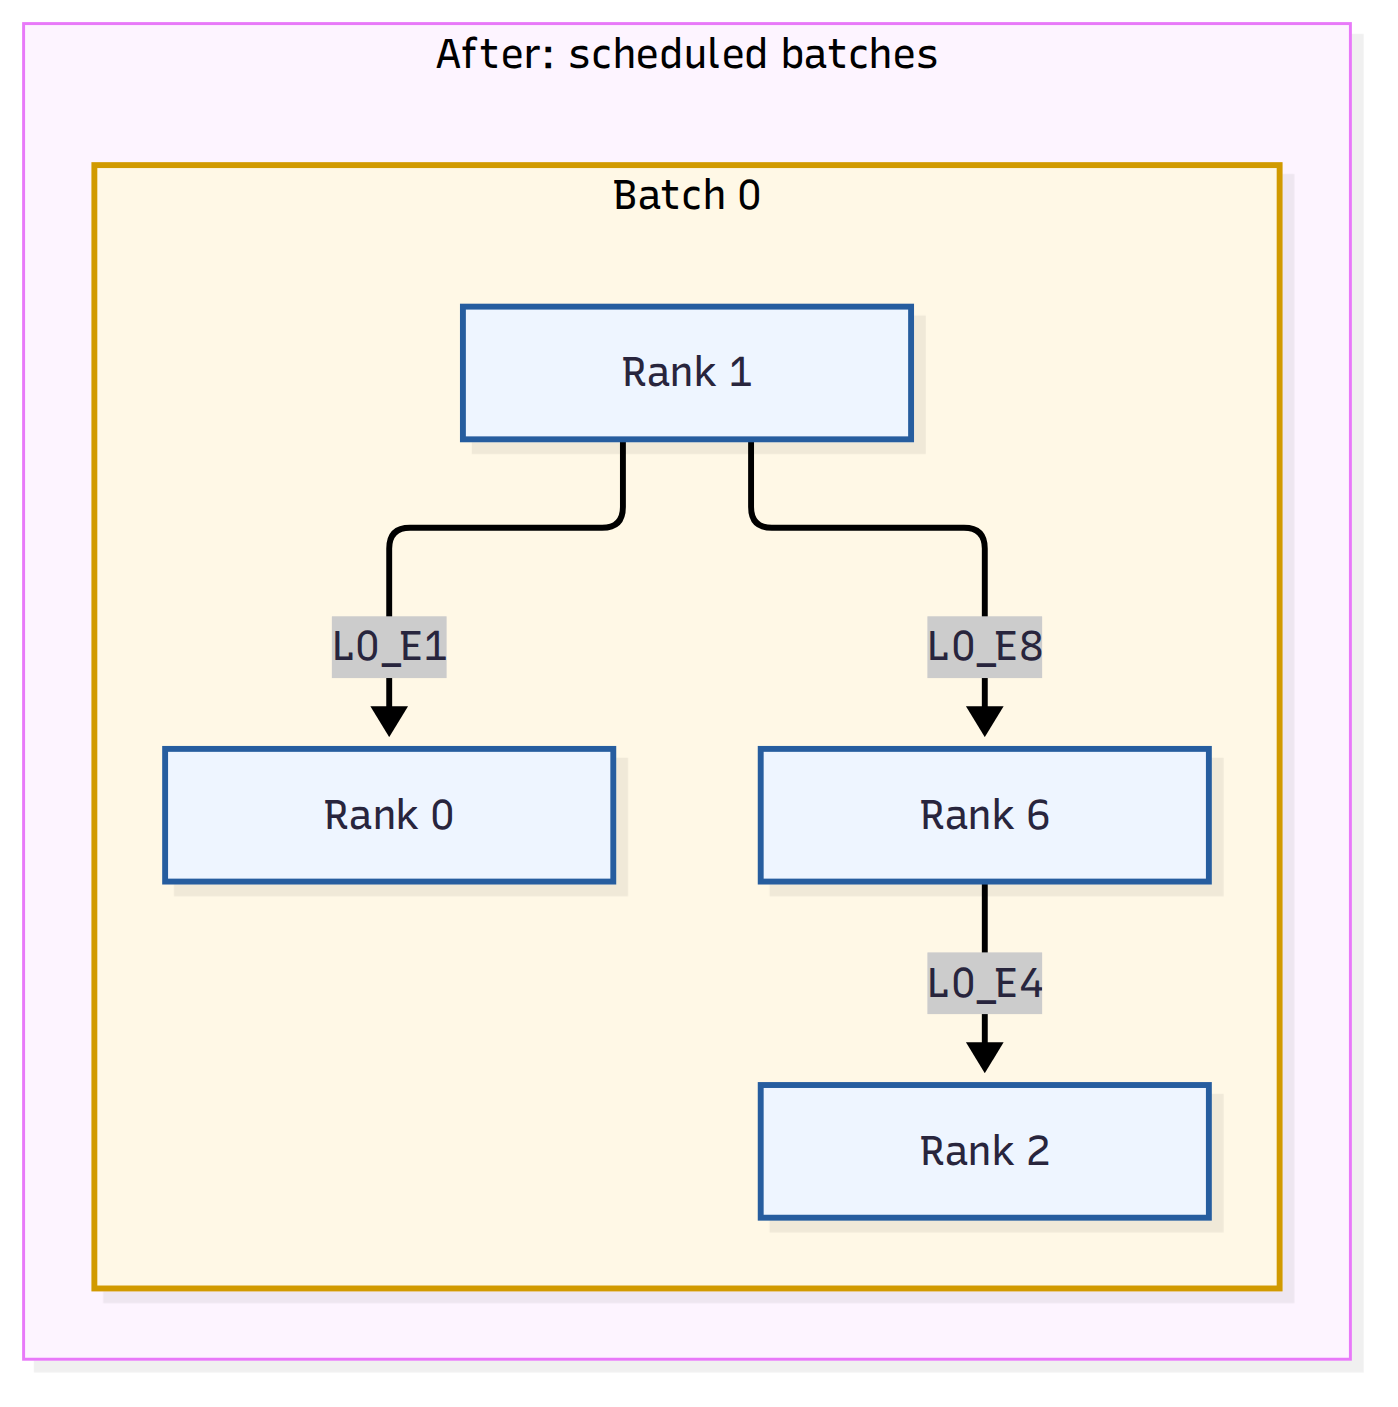 After: scheduled batches
Batch 0
Rank 1
L0_E1
L0_E8
Rank 0
Rank 6
L0_E4
Rank 2